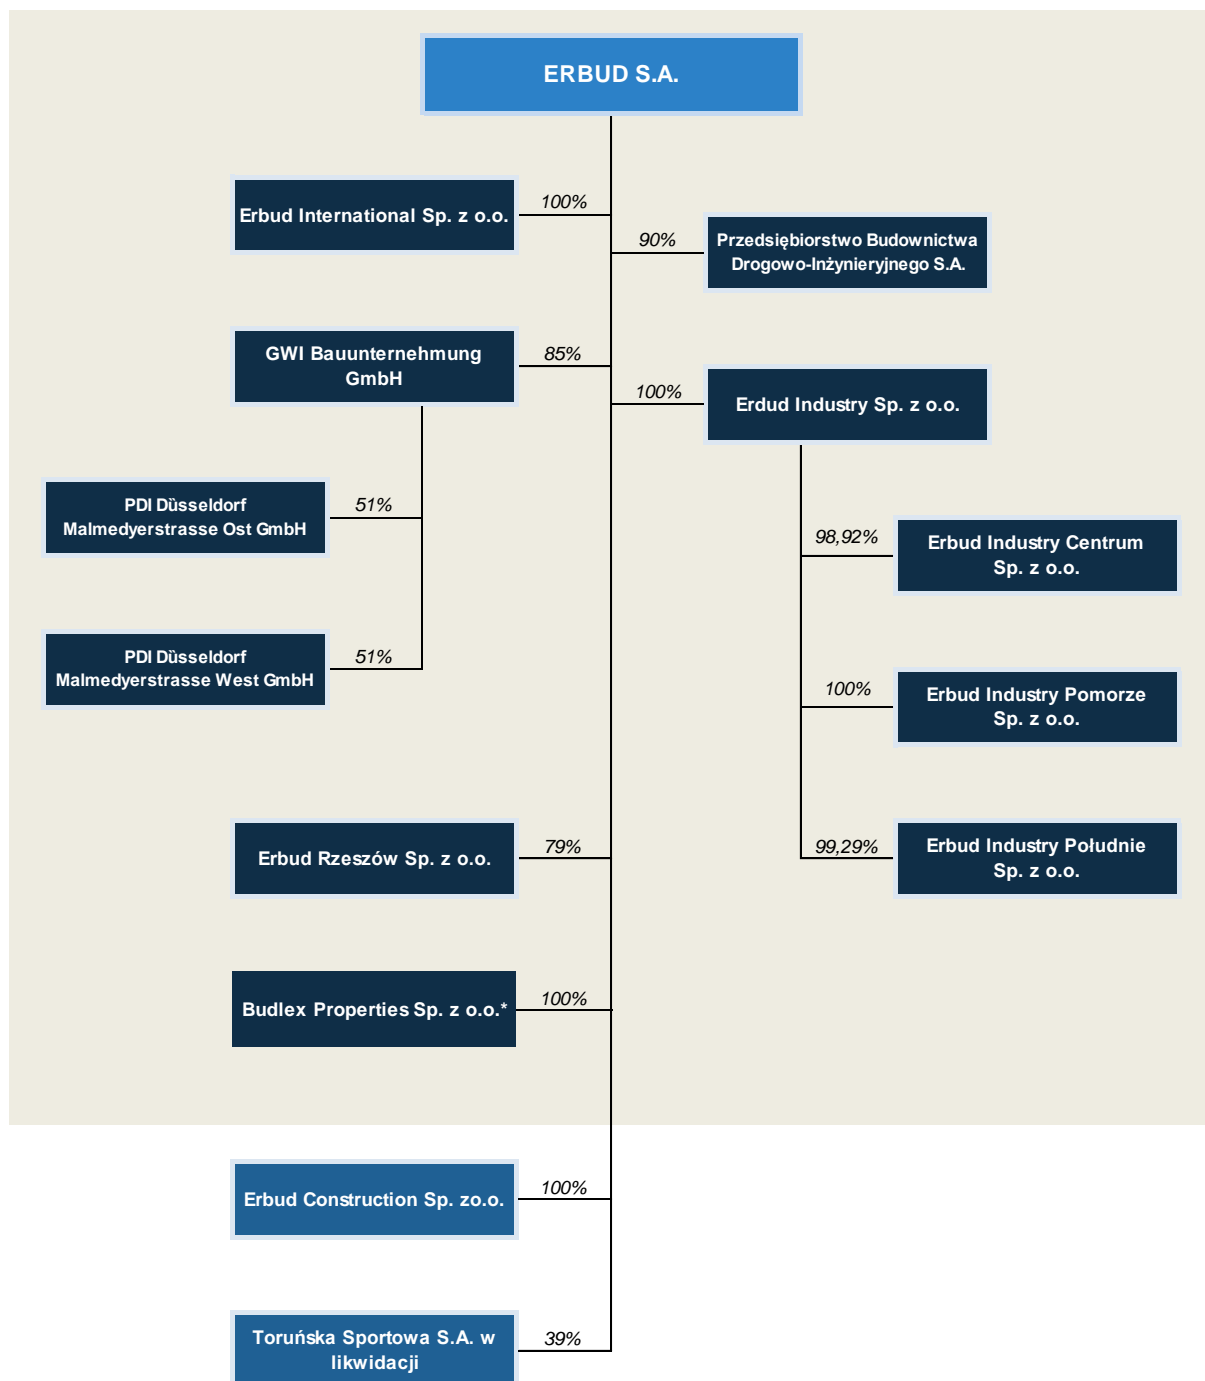 ERBUD S.A.
Erbud International Sp. z o.o.
100%
90%
Przedsiębiorstwo Budownictwa
Drogowo-Inżynieryjnego S.A.
GWI Bauunternehmung
GmbH
85%
100%
Erdud Industry Sp. z o.o.
PDI Dùsseldorf
Malmedyerstrasse Ost GmbH
51%
98,92%
Erbud Industry Centrum
Sp. z o.o.
PDI Dùsseldorf
Malmedyerstrasse West GmbH
51%
100%
Erbud Industry Pomorze
Sp. z o.o.
Erbud Rzeszów Sp. z o.o.
79%
99,29%
Erbud Industry Południe
Sp. z o.o.
Budlex Properties Sp. z o.o.*
100%
Erbud Construction Sp. zo.o.
100%
Toruńska Sportowa S.A. w
likwidacji
39%